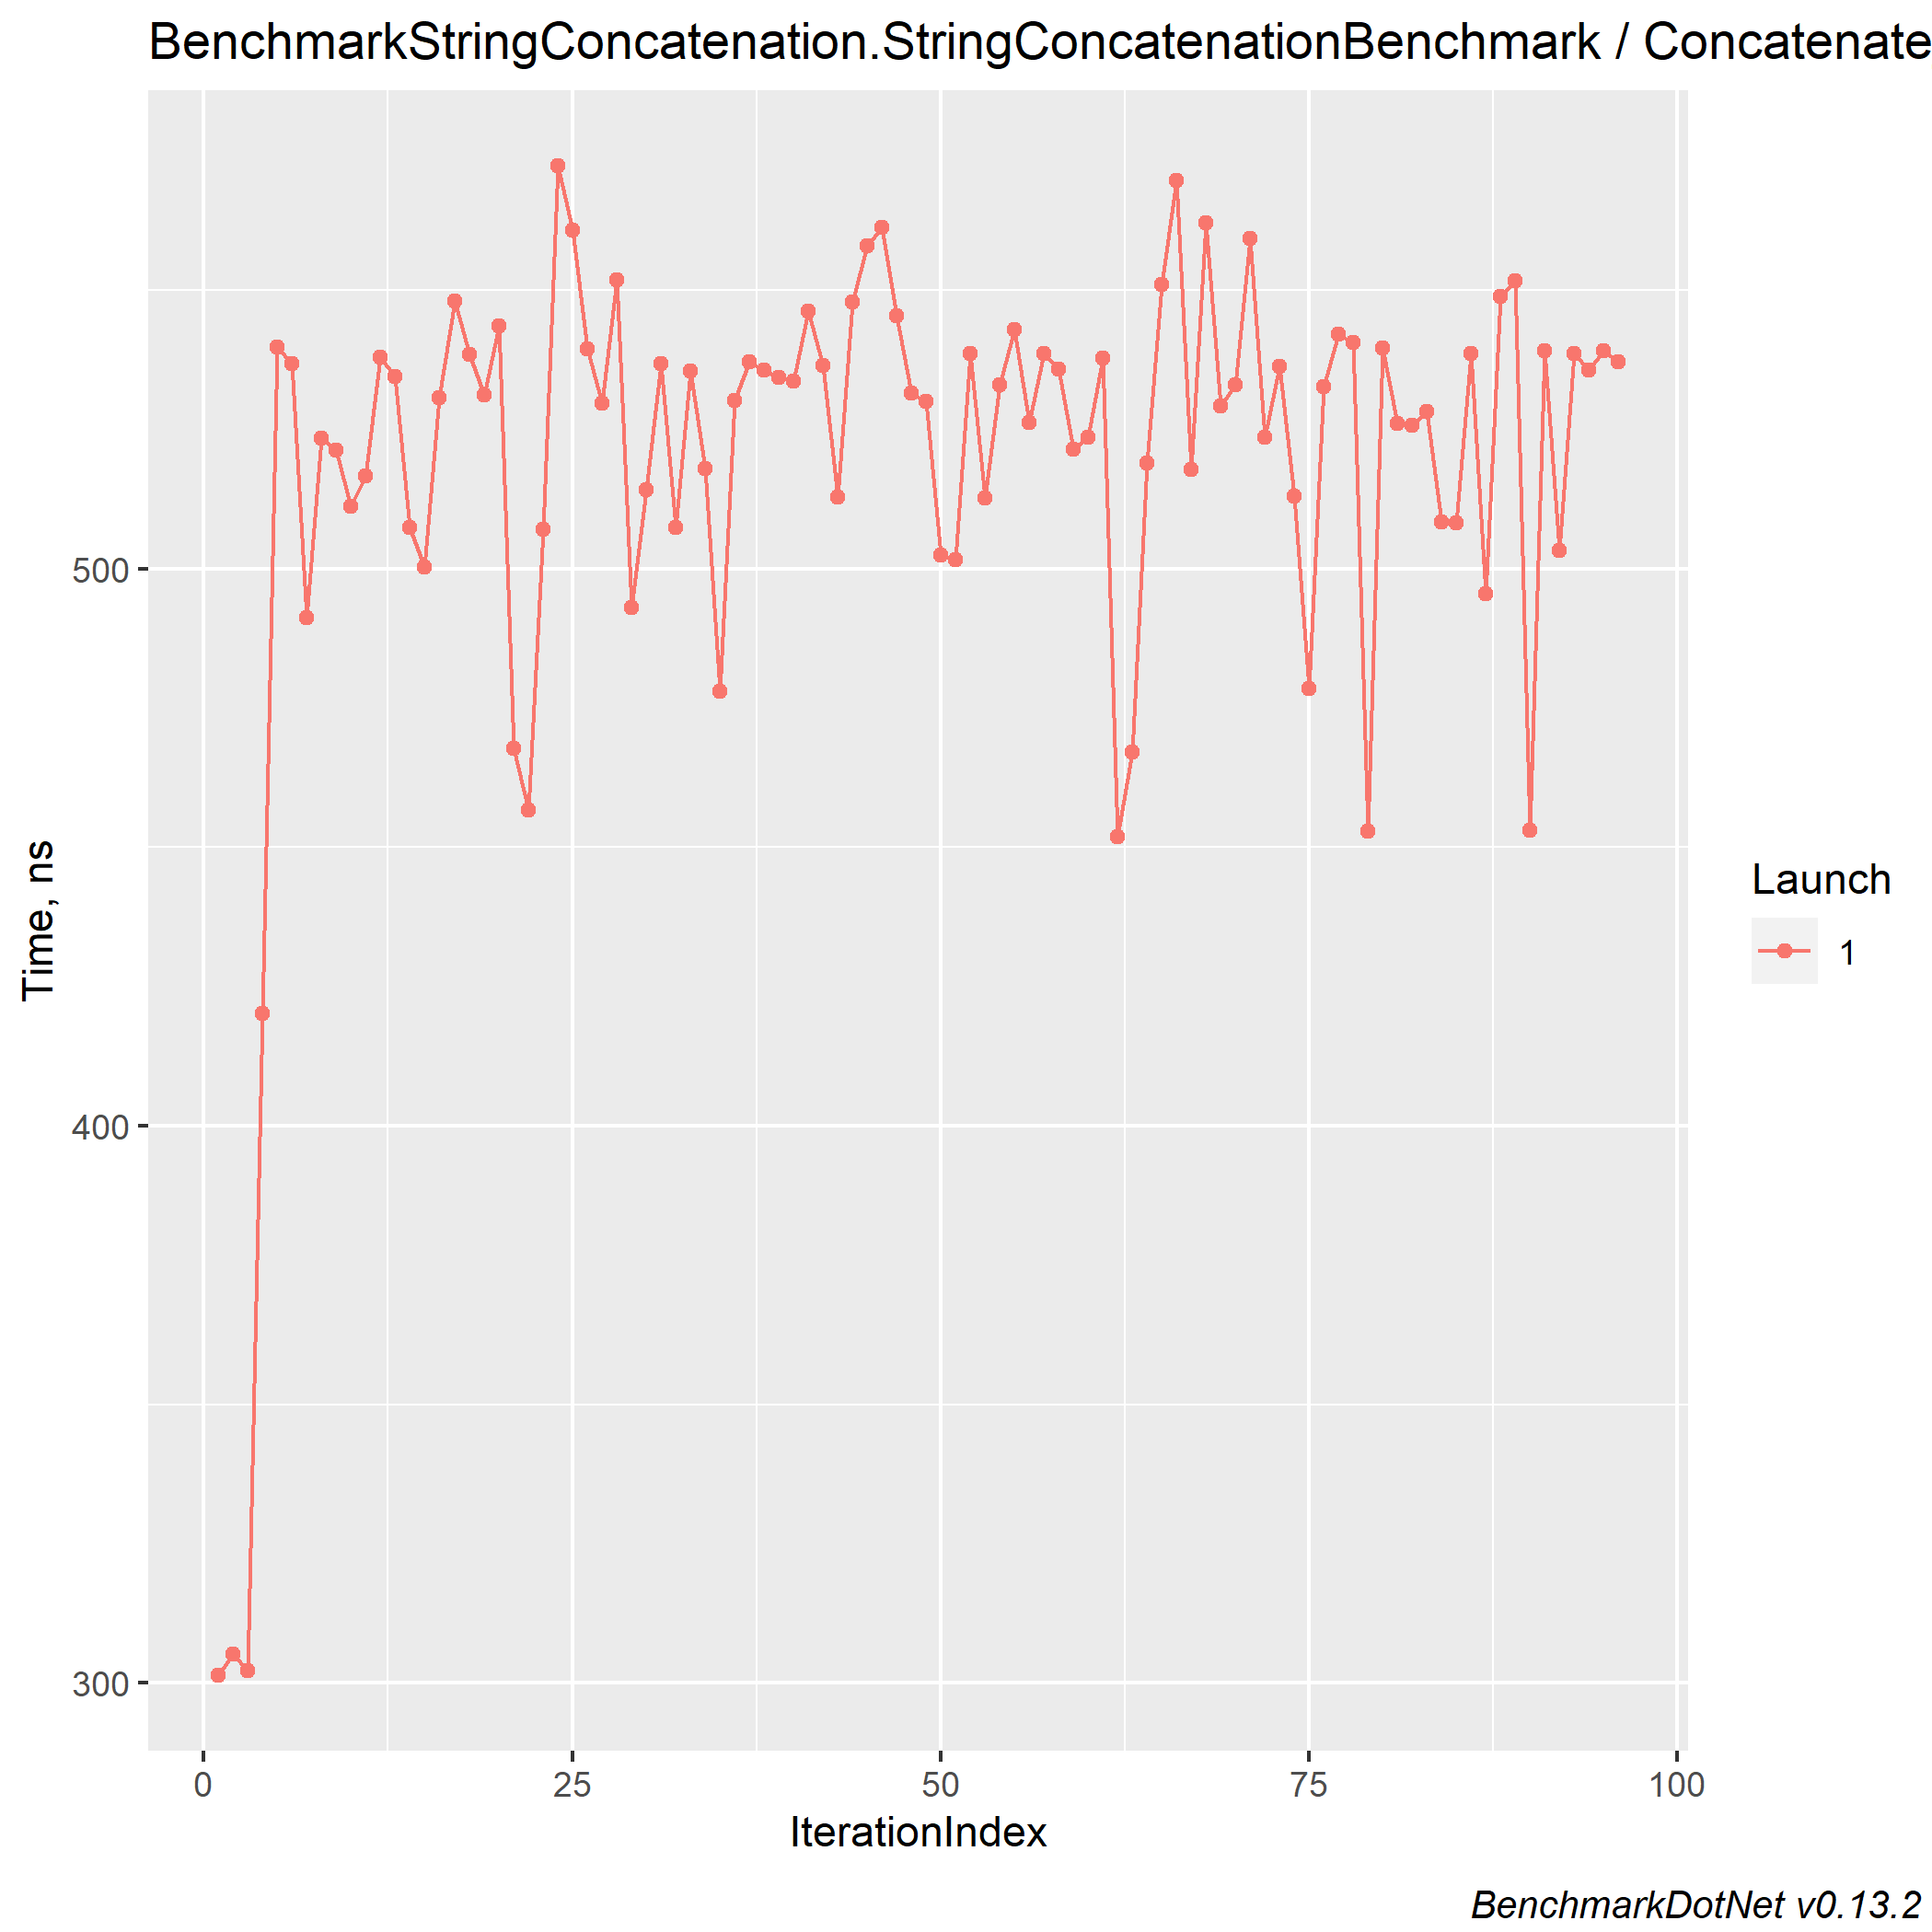 BenchmarkStringConcatenation.StringConcatenationBenchmark / Concatenate
Time, ns
500
400
300
0 25 50 75 100
IterationIndex
Launch
1
BenchmarkDotNet v0.13.2